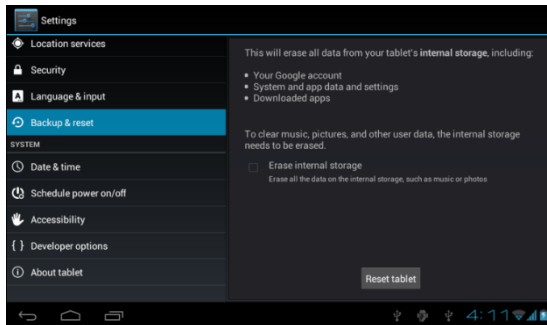 Settings
Location services
Security
A Language & input
Backup & reset
SYSTEM
Date & time
Schedule power on/off
Accessibility
{ } Developer options
About tablet
This will erase all data from your tablet's internal storage, including:
• Your Google account
• System and app data and settings
• Downloaded apps
To clear music, pictures, and other user data, the internal storage
needs to be erased.
Erase internal storage
Erase all the data on the internal storage, such as music or photos
Reset tablet
4:11